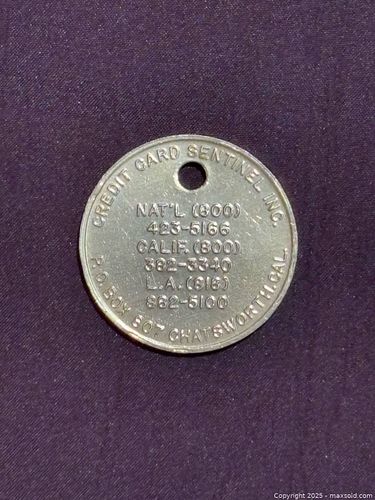 CREDIT CARD SENTINEL INC.
NAT'L (800)
423-5166
CALIF. (800)
382-3340
L.A. (818)
882-5100
P.O. BOX 807 CHATSWORTH, CAL.
Copyright 2025 - maxsold.com